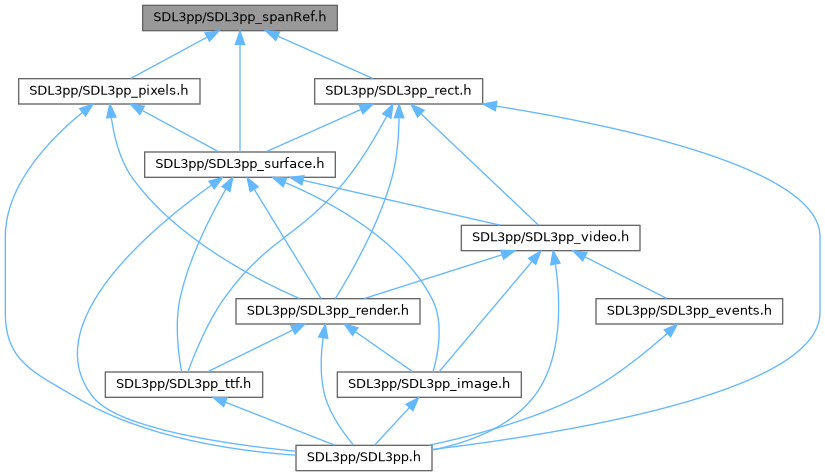 SDL3pp/SDL3pp_spanRef.h
SDL3pp/SDL3pp_pixels.h
SDL3pp/SDL3pp_rect.h
SDL3pp/SDL3pp_surface.h
SDL3pp/SDL3pp_video.h
SDL3pp/SDL3pp_render.h
SDL3pp/SDL3pp_events.h
SDL3pp/SDL3pp_ttf.h
SDL3pp/SDL3pp_image.h
SDL3pp/SDL3pp.h